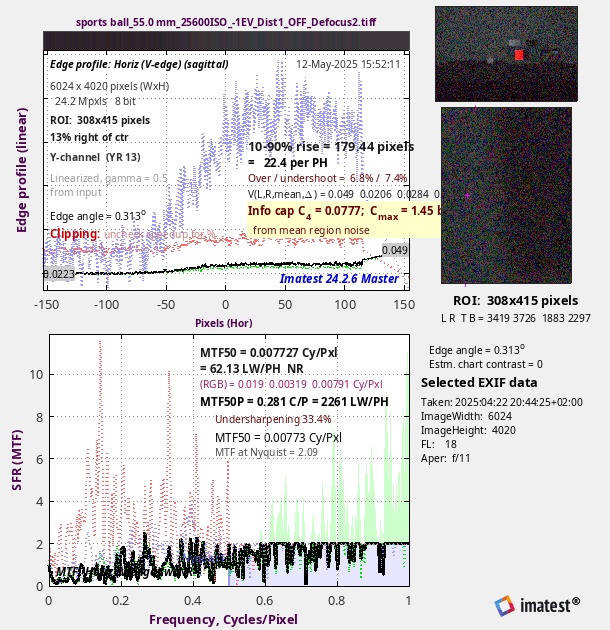 sports ball_55.0 mm_25600ISO_-1EV_Dist1_OFF_Defocus2.tiff
Edge profile: Horiz (V-edge) (sagittal)
12-May-2025 15:52:11
6024 x 4020 pixels (WxH)
24.2 Mpxls   8 bit
ROI:  308x415 pixels
13% right of ctr
Y-channel  (YR 13)
Linearized, gamma = 0.5
from input
Edge angle = 0.313°
Clipping:
10-90% rise = 179.44 pixels
=   22.4 per PH
Over / undershoot =  6.8% /  7.4%
V(L,R,mean,Δ) = 0.049  0.0206  0.0284  0
Info cap C4 = 0.0777;  Cmax = 1.45 b
from mean region noise
0.049
0.0223
Imatest 24.2.6 Master
Edge profile (linear)
-150
-100
-50
0
50
100
150
Pixels (Hor)
ROI:  308x415 pixels
L R  T B = 3419 3726  1883 2297
Edge angle = 0.313°
Estm. chart contrast = 0
Selected EXIF data
Taken: 2025:04:22 20:44:25+02:00
ImageWidth:  6024
ImageHeight:  4020
FL:   18
Aper:  f/11
MTF50 = 0.007727 Cy/Pxl
= 62.13 LW/PH  NR
(RGB) = 0.019  0.00319  0.00791 Cy/Pxl
MTF50P = 0.281 C/P = 2261 LW/PH
Undersharpening 33.4%
MTF50 = 0.00773 Cy/Pxl
MTF at Nyquist = 2.09
SFR (MTF)
10
8
6
4
2
0
0
0.2
0.4
0.6
0.8
1
Frequency, Cycles/Pixel
imatest®